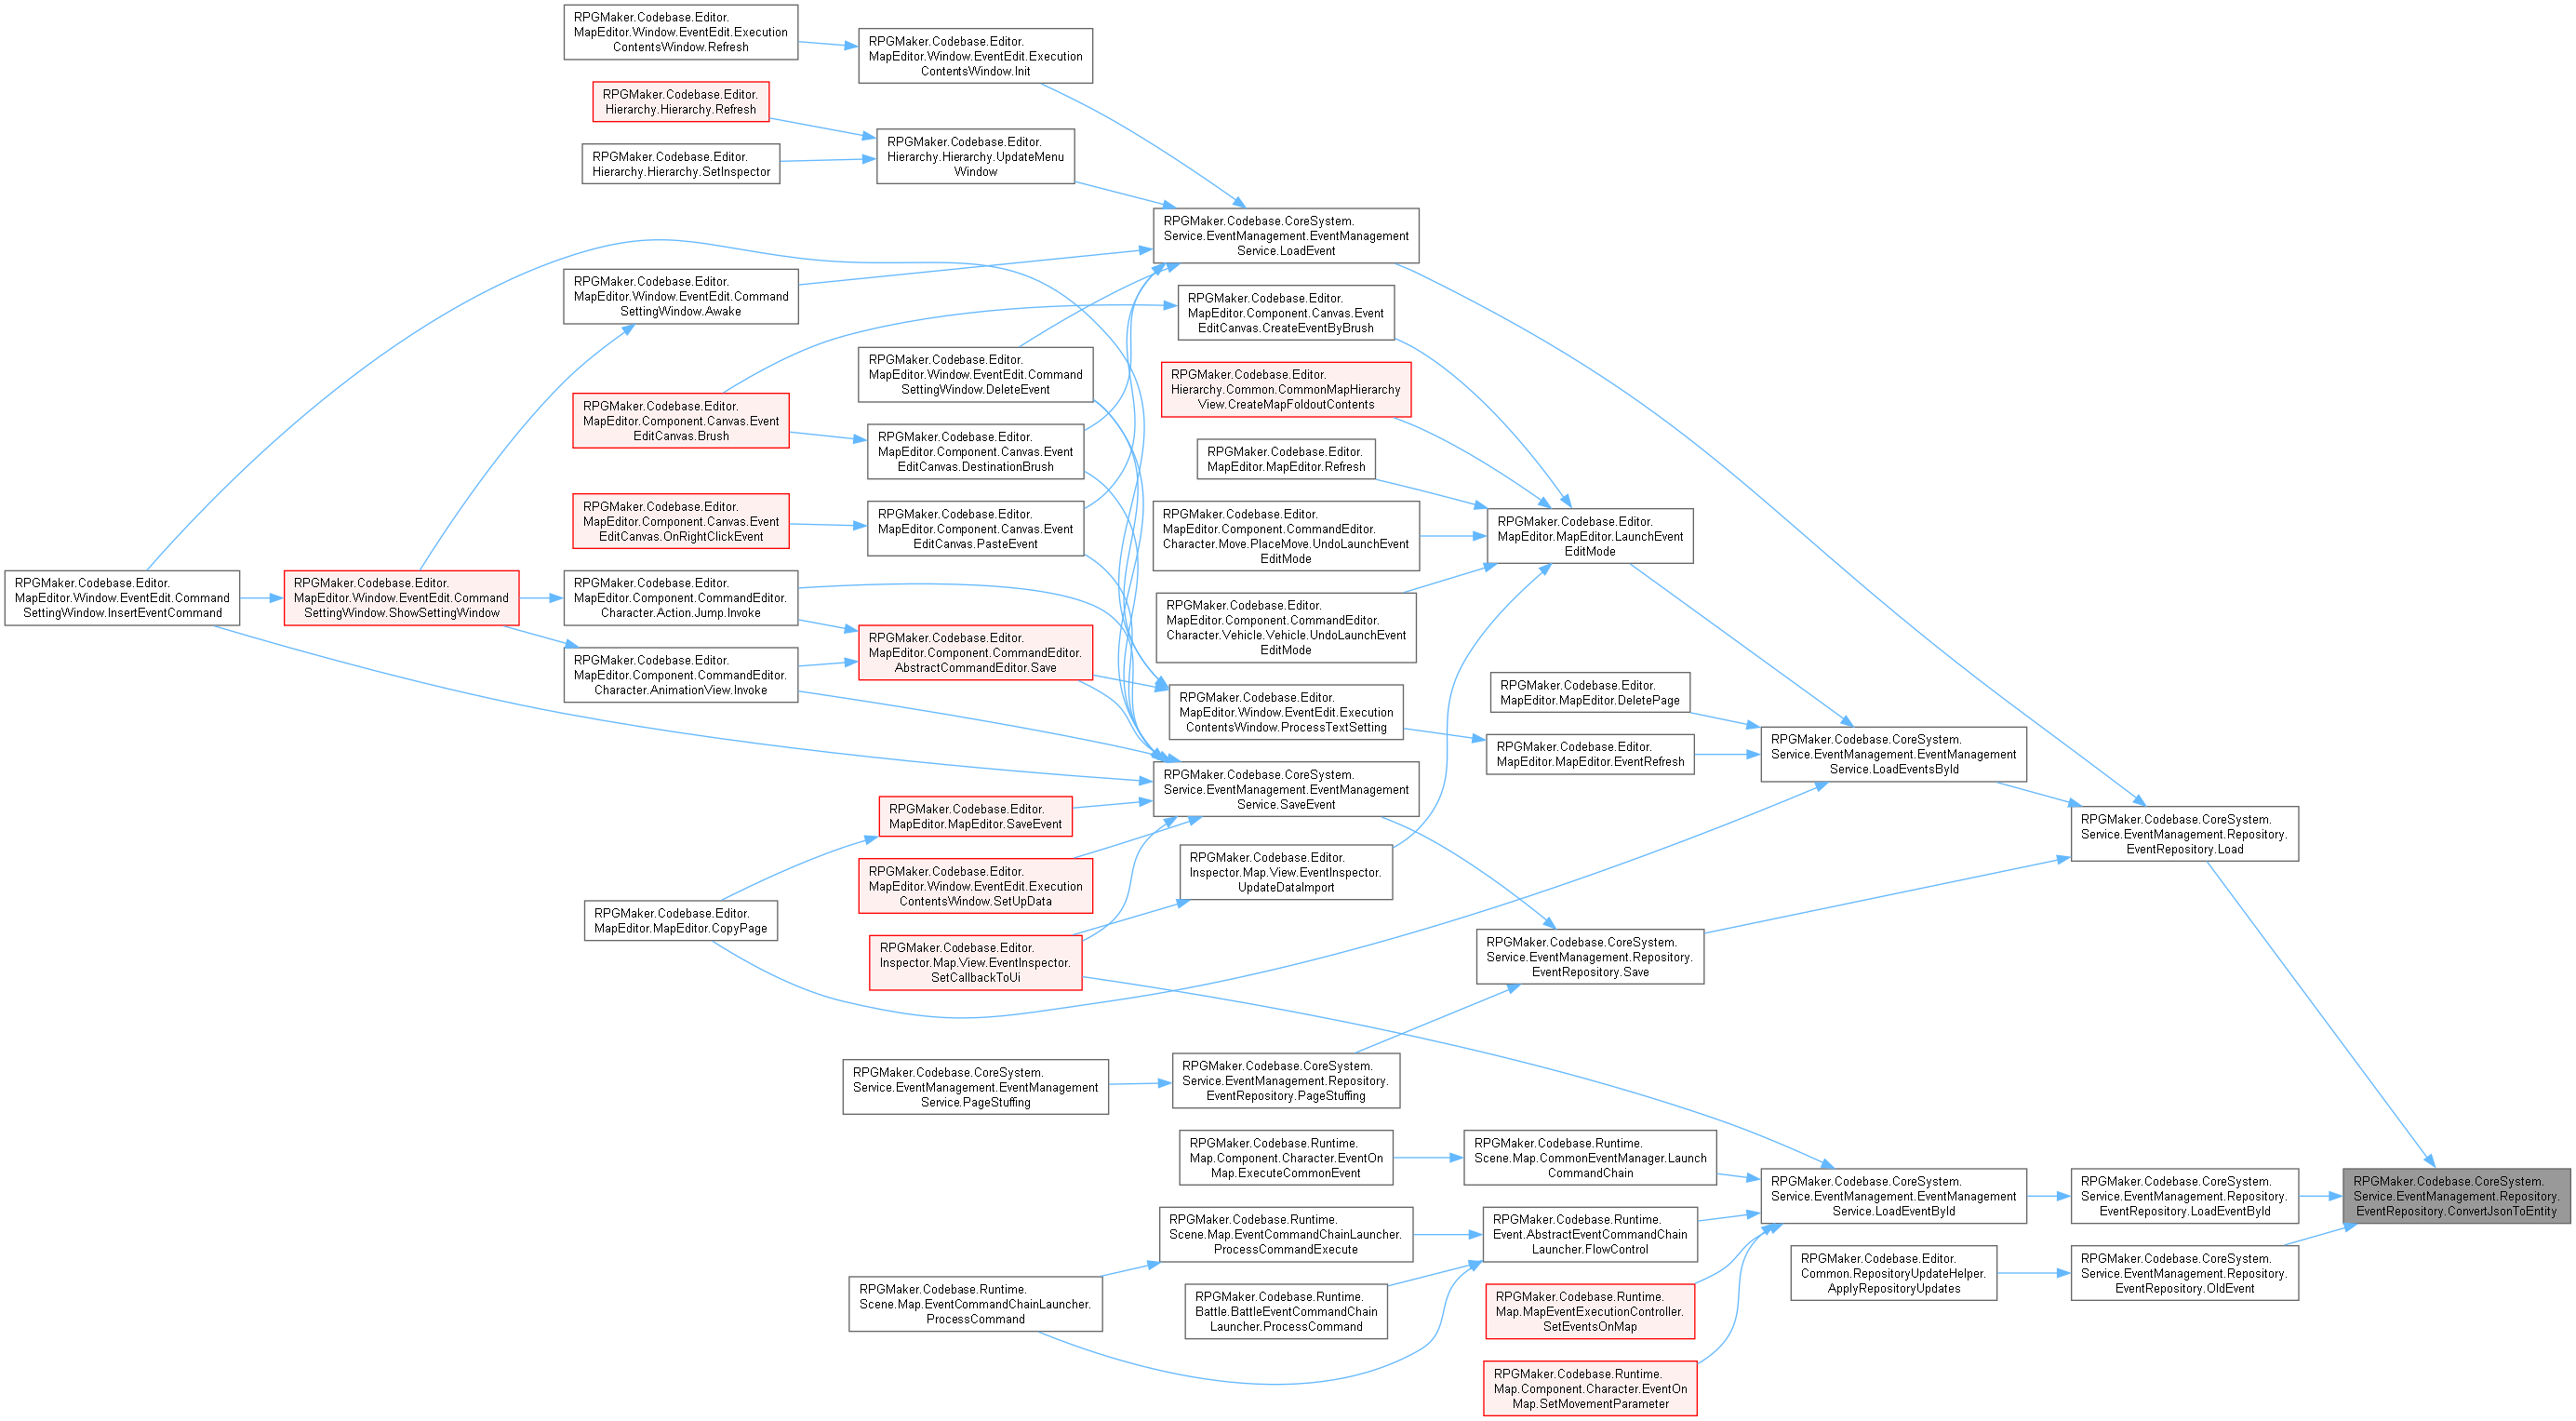 RPGMaker.Codebase.Editor.
MapEditor.Window.EventEdit.Execution
ContentsWindow.Refresh
RPGMaker.Codebase.Editor.
MapEditor.Window.EventEdit.Execution
ContentsWindow.Init
RPGMaker.Codebase.Editor.
Hierarchy.Hierarchy.Refresh
RPGMaker.Codebase.Editor.
Hierarchy.Hierarchy.UpdateMenu
Window
RPGMaker.Codebase.Editor.
Hierarchy.Hierarchy.SetInspector
RPGMaker.Codebase.CoreSystem.
Service.EventManagement.EventManagement
Service.LoadEvent
RPGMaker.Codebase.Editor.
MapEditor.Window.EventEdit.Command
SettingWindow.Awake
RPGMaker.Codebase.Editor.
MapEditor.Component.Canvas.Event
EditCanvas.CreateEventByBrush
RPGMaker.Codebase.Editor.
MapEditor.Window.EventEdit.Command
SettingWindow.DeleteEvent
RPGMaker.Codebase.Editor.
Hierarchy.Common.CommonMapHierarchy
View.CreateMapFoldoutContents
RPGMaker.Codebase.Editor.
MapEditor.Component.Canvas.Event
EditCanvas.Brush
RPGMaker.Codebase.Editor.
MapEditor.Component.Canvas.Event
EditCanvas.DestinationBrush
RPGMaker.Codebase.Editor.
MapEditor.MapEditor.Refresh
RPGMaker.Codebase.Editor.
MapEditor.Component.Canvas.Event
EditCanvas.OnRightClickEvent
RPGMaker.Codebase.Editor.
MapEditor.Component.Canvas.Event
EditCanvas.PasteEvent
RPGMaker.Codebase.Editor.
MapEditor.Component.CommandEditor.
Character.Move.PlaceMove.UndoLaunchEvent
EditMode
RPGMaker.Codebase.Editor.
MapEditor.MapEditor.LaunchEvent
EditMode
RPGMaker.Codebase.Editor.
MapEditor.Window.EventEdit.Command
SettingWindow.InsertEventCommand
RPGMaker.Codebase.Editor.
MapEditor.Window.EventEdit.Command
SettingWindow.ShowSettingWindow
RPGMaker.Codebase.Editor.
MapEditor.Component.CommandEditor.
Character.Action.Jump.Invoke
RPGMaker.Codebase.Editor.
MapEditor.Component.CommandEditor.
Character.Vehicle.Vehicle.UndoLaunchEvent
EditMode
RPGMaker.Codebase.Editor.
MapEditor.Component.CommandEditor.
Character.AnimationView.Invoke
RPGMaker.Codebase.Editor.
MapEditor.Component.CommandEditor.
AbstractCommandEditor.Save
RPGMaker.Codebase.Editor.
MapEditor.Window.EventEdit.Execution
ContentsWindow.ProcessTextSetting
RPGMaker.Codebase.Editor.
MapEditor.MapEditor.DeletePage
RPGMaker.Codebase.Editor.
MapEditor.MapEditor.EventRefresh
RPGMaker.Codebase.CoreSystem.
Service.EventManagement.EventManagement
Service.LoadEventsById
RPGMaker.Codebase.CoreSystem.
Service.EventManagement.EventManagement
Service.SaveEvent
RPGMaker.Codebase.Editor.
MapEditor.MapEditor.SaveEvent
RPGMaker.Codebase.CoreSystem.
Service.EventManagement.Repository.
EventRepository.Load
RPGMaker.Codebase.Editor.
MapEditor.Window.EventEdit.Execution
ContentsWindow.SetUpData
RPGMaker.Codebase.Editor.
Inspector.Map.View.EventInspector.
UpdateDataImport
RPGMaker.Codebase.Editor.
MapEditor.MapEditor.CopyPage
RPGMaker.Codebase.Editor.
Inspector.Map.View.EventInspector.
SetCallbackToUi
RPGMaker.Codebase.CoreSystem.
Service.EventManagement.Repository.
EventRepository.Save
RPGMaker.Codebase.CoreSystem.
Service.EventManagement.EventManagement
Service.PageStuffing
RPGMaker.Codebase.CoreSystem.
Service.EventManagement.Repository.
EventRepository.PageStuffing
RPGMaker.Codebase.Runtime.
Map.Component.Character.EventOn
Map.ExecuteCommonEvent
RPGMaker.Codebase.Runtime.
Scene.Map.CommonEventManager.Launch
CommandChain
RPGMaker.Codebase.CoreSystem.
Service.EventManagement.EventManagement
Service.LoadEventById
RPGMaker.Codebase.CoreSystem.
Service.EventManagement.Repository.
EventRepository.LoadEventById
RPGMaker.Codebase.CoreSystem.
Service.EventManagement.Repository.
EventRepository.ConvertJsonToEntity
RPGMaker.Codebase.Runtime.
Scene.Map.EventCommandChainLauncher.
ProcessCommandExecute
RPGMaker.Codebase.Runtime.
Event.AbstractEventCommandChain
Launcher.FlowControl
RPGMaker.Codebase.Editor.
Common.RepositoryUpdateHelper.
ApplyRepositoryUpdates
RPGMaker.Codebase.CoreSystem.
Service.EventManagement.Repository.
EventRepository.OldEvent
RPGMaker.Codebase.Runtime.
Scene.Map.EventCommandChainLauncher.
ProcessCommand
RPGMaker.Codebase.Runtime.
Battle.BattleEventCommandChain
Launcher.ProcessCommand
RPGMaker.Codebase.Runtime.
Map.MapEventExecutionController.
SetEventsOnMap
RPGMaker.Codebase.Runtime.
Map.Component.Character.EventOn
Map.SetMovementParameter